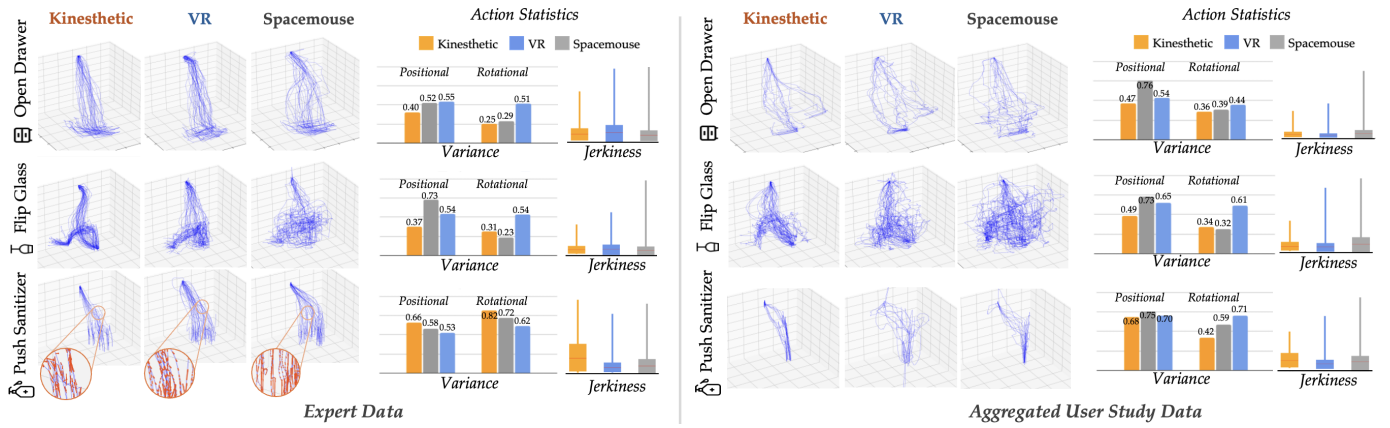 Kinesthetic VR Spacemouse Action Statistics
Kinesthetic VR Spacemouse
Open Drawer
Positional Rotational
0.40 0.52 0.55 0.25 0.29 0.51
Variance Jerkiness
Flip Glass
Positional Rotational
0.37 0.73 0.54 0.31 0.23 0.54
Variance Jerkiness
Push Sanitizer
Positional Rotational
0.66 0.58 0.53 0.82 0.72 0.62
Variance Jerkiness
Expert Data
Kinesthetic VR Spacemouse Action Statistics
Kinesthetic VR Spacemouse
Open Drawer
Positional Rotational
0.47 0.76 0.54 0.36 0.39 0.44
Variance Jerkiness
Flip Glass
Positional Rotational
0.49 0.73 0.65 0.34 0.32 0.61
Variance Jerkiness
Push Sanitizer
Positional Rotational
0.68 0.75 0.70 0.42 0.59 0.71
Variance Jerkiness
Aggregated User Study Data